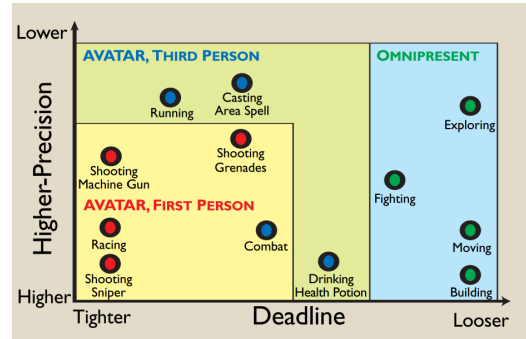 Lower
AVATAR, THIRD PERSON
OMNIPRESENT
Running
Casting
Area Spell
Exploring
Shooting
Machine Gun
Shooting
Grenades
Fighting
AVATAR, FIRST PERSON
Racing
Combat
Moving
Shooting
Sniper
Drinking
Health Potion
Building
Higher-Precision
Higher
Tighter
Deadline
Looser